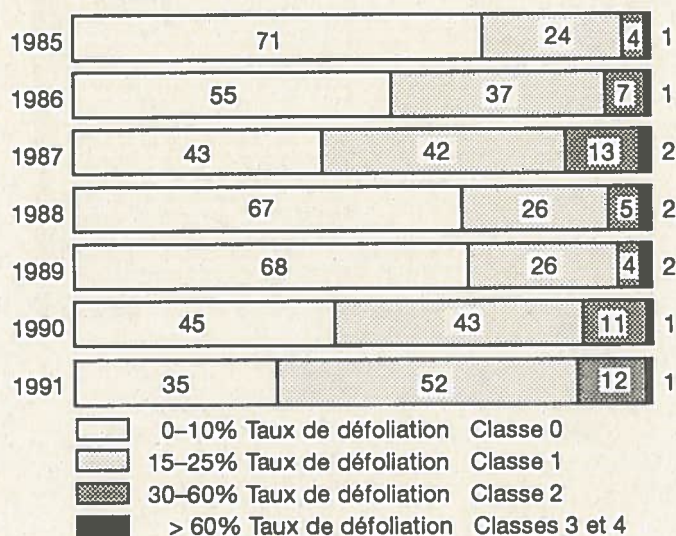 1985 71 24 4 1
1986 55 37 7 1
1987 43 42 13 2
1988 67 26 5 2
1989 68 26 4 2
1990 45 43 11 1
1991 35 52 12 1
0–10% Taux de défoliation Classe 0
15–25% Taux de défoliation Classe 1
30–60% Taux de défoliation Classe 2
> 60% Taux de défoliation Classes 3 et 4